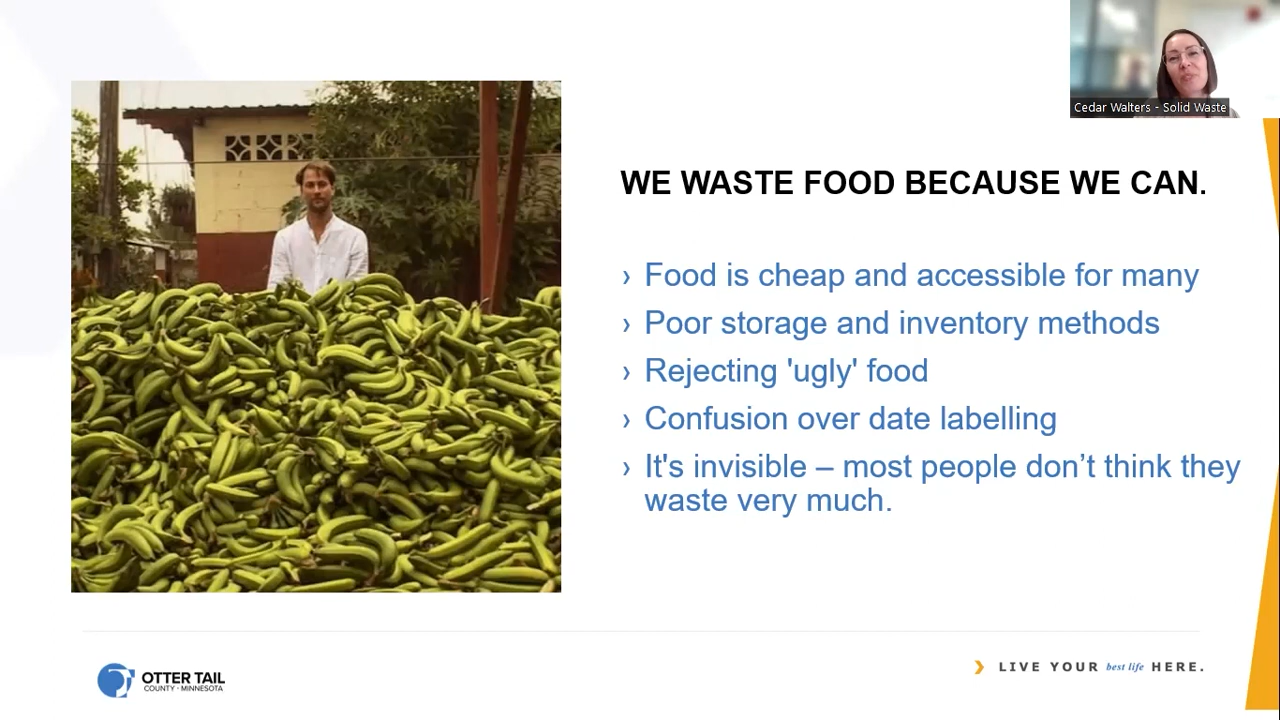 Cedar Walters - Solid Waste
WE WASTE FOOD BECAUSE WE CAN.
› Food is cheap and accessible for many
› Poor storage and inventory methods
› Rejecting 'ugly' food
› Confusion over date labelling
› It's invisible – most people don’t think they
waste very much.
OTTER TAIL
COUNTY · MINNESOTA
LIVE YOUR best life HERE.